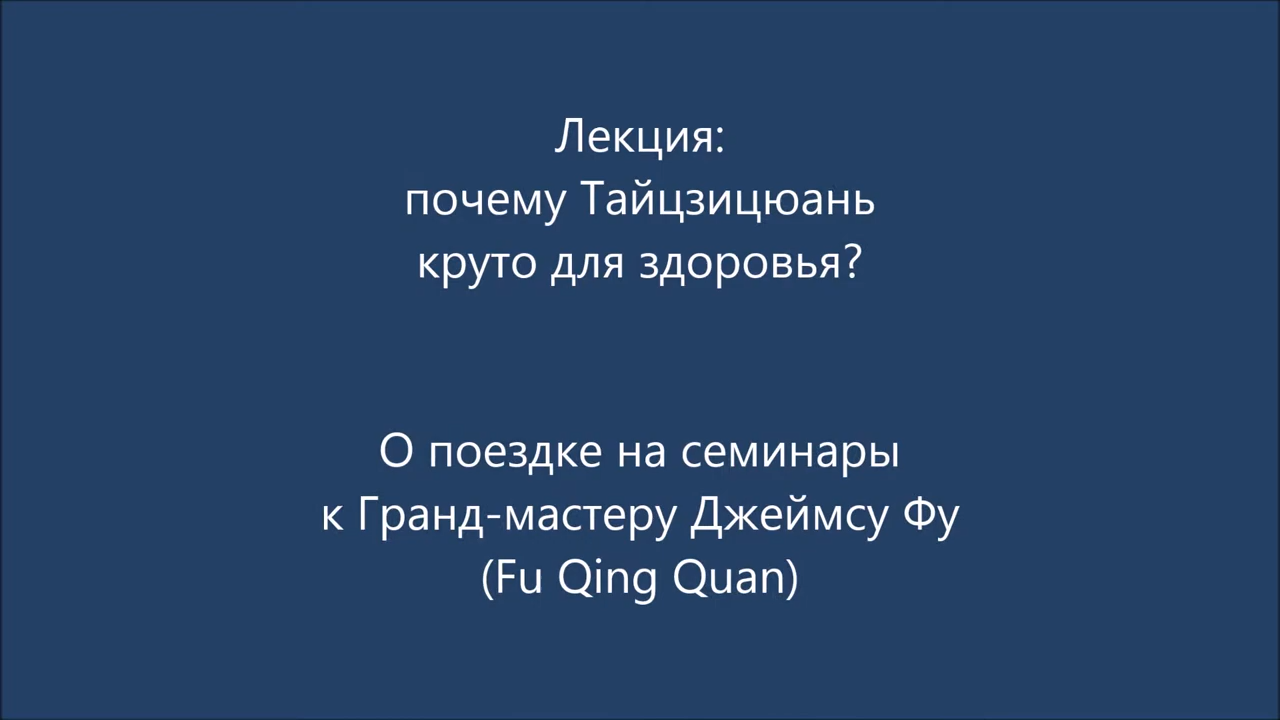 Лекция:
почему Тайцзицюань
круто для здоровья?
О поездке на семинары
к Гранд-мастеру Джеймсу Фу
(Fu Qing Quan)